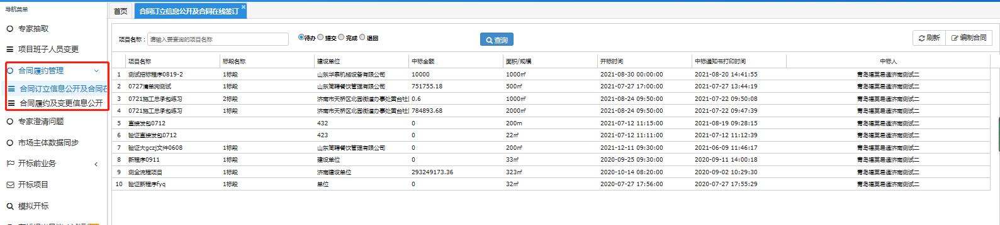 导航菜单
首页
合同订立信息公开及合同在线签订
专家抽取
项目班子人员变更
合同履约管理
合同订立信息公开及合同在
合同履约及变更信息公开
专家澄清问题
市场主体数据同步
开标前业务
开标项目
模拟开标
项目名称： 请输入要查询的项目名称 待办 提交 完成 退回 查询 刷新 编制合同
项目名称 标段名称 建设单位 中标金额 面积/规模 开标时间 中标通知书打印时间 中标人
1 测试招标程序0819-2 1标段 山东华泰机械设备有限公司 10000 1000㎡ 2021-08-30 00:00:00 2021-08-20 14:41:55 青岛福莱易通济南测试二
2 0727清单狗测试 1标段 山东简聘餐饮管理有限公司 751755.18 500㎡ 2021-07-27 17:00:00 2021-07-27 13:44:19 青岛福莱易通济南测试二
3 0721施工总承包练习 2标段 济南市天桥区北园街道办事处黄台社 0.6 1000㎡ 2021-08-24 09:50:00 2021-07-22 09:50:08 青岛福莱易通济南测试二
4 0721施工总承包练习 1标段 济南市天桥区北园街道办事处黄台社 784893.68 2000㎡ 2021-08-24 09:50:00 2021-07-22 09:47:39 青岛福莱易通济南测试二
5 直接发包0712 432 0 200m 2021-07-12 11:15:00 2021-08-19 09:28:15 青岛福莱易通济南测试二
6 验证直接发包0712 423 0 22㎡ 2021-07-12 11:11:00 2021-07-12 11:12:39 青岛福莱易通济南测试二
7 验证大gczj文件0608 1标段 山东简聘餐饮管理有限公司 0 200㎡ 2021-12-11 09:30:00 2021-06-09 11:46:17 青岛福莱易通济南测试二
8 新程序0911 1标段 建设单位 0 33㎡ 2020-09-25 09:30:00 2020-09-11 14:00:18 青岛福莱易通济南测试二
9 测全流程项目 1标段 济南建设单位 293249173.36 323㎡ 2020-10-14 08:20:00 2020-09-02 10:29:30 青岛福莱易通济南测试二
10 验证新程序fyq 1标段 单位 0 32㎡ 2020-07-27 17:56:00 2020-07-27 17:55:29 青岛福莱易通济南测试二